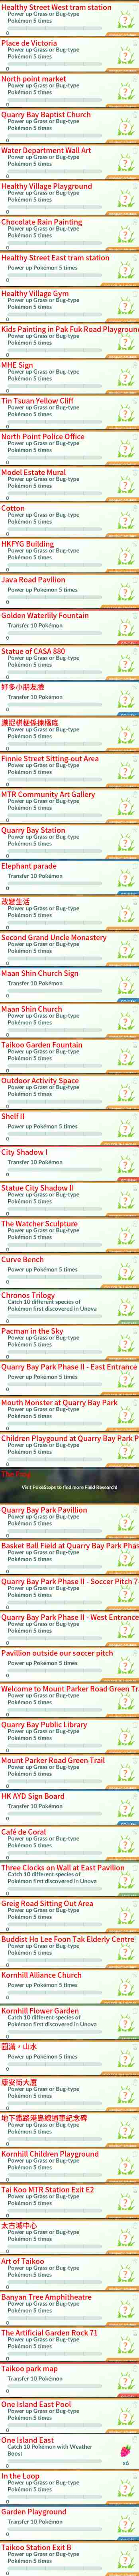 Healthy Street West tram station
Power up Grass or Bug-type
Pokémon 5 times
0
Place de Victoria
Power up Grass or Bug-type
Pokémon 5 times
0
North point market
Power up Grass or Bug-type
Pokémon 5 times
0
Quarry Bay Baptist Church
Power up Grass or Bug-type
Pokémon 5 times
0
Water Department Wall Art
Power up Grass or Bug-type
Pokémon 5 times
0
Healthy Village Playground
Power up Grass or Bug-type
Pokémon 5 times
0
Chocolate Rain Painting
Power up Grass or Bug-type
Pokémon 5 times
0
Healthy Street East tram station
Power up Pokémon 5 times
0
Healthy Village Gym
Power up Grass or Bug-type
Pokémon 5 times
0
Kids Painting in Pak Fuk Road Playground
Power up Grass or Bug-type
Pokémon 5 times
0
MHE Sign
Power up Grass or Bug-type
Pokémon 5 times
0
Tin Tsuan Yellow Cliff
Power up Grass or Bug-type
Pokémon 5 times
0
North Point Police Office
Power up Grass or Bug-type
Pokémon 5 times
0
Model Estate Mural
Power up Grass or Bug-type
Pokémon 5 times
0
Cotton
Power up Grass or Bug-type
Pokémon 5 times
0
HKFYG Building
Power up Grass or Bug-type
Pokémon 5 times
0
Java Road Pavilion
Power up Pokémon 5 times
0
Golden Waterlily Fountain
Transfer 10 Pokémon
0
Statue of CASA 880
Power up Grass or Bug-type
Pokémon 5 times
0
好多小朋友臉
Transfer 10 Pokémon
0
識捉棋梗係揀橋底
Power up Grass or Bug-type
Pokémon 5 times
0
Finnie Street Sitting-out Area
Power up Grass or Bug-type
Pokémon 5 times
0
MTR Community Art Gallery
Power up Grass or Bug-type
Pokémon 5 times
0
Quarry Bay Station
Power up Grass or Bug-type
Pokémon 5 times
0
Elephant parade
Transfer 10 Pokémon
0
改變生活
Power up Grass or Bug-type
Pokémon 5 times
0
Second Grand Uncle Monastery
Power up Grass or Bug-type
Pokémon 5 times
0
Maan Shin Church Sign
Transfer 10 Pokémon
0
Maan Shin Church
Power up Grass or Bug-type
Pokémon 5 times
0
Taikoo Garden Fountain
Power up Grass or Bug-type
Pokémon 5 times
0
Outdoor Activity Space
Power up Grass or Bug-type
Pokémon 5 times
0
Shelf II
Power up Pokémon 5 times
0
City Shadow I
Transfer 10 Pokémon
0
Statue City Shadow II
Power up Grass or Bug-type
Pokémon 5 times
0
The Watcher Sculpture
Power up Grass or Bug-type
Pokémon 5 times
0
Curve Bench
Power up Pokémon 5 times
0
Chronos Trilogy
Catch 10 different species of
Pokémon first discovered in Unova
0
Pacman in the Sky
Power up Grass or Bug-type
Pokémon 5 times
0
Quarry Bay Park Phase II - East Entrance
Power up Pokémon 5 times
0
Mouth Monster at Quarry Bay Park
Power up Grass or Bug-type
Pokémon 5 times
0
Children Playgound at Quarry Bay Park P
Power up Grass or Bug-type
Pokémon 5 times
0
Visit PokéStops to find more Field Research!
Quarry Bay Park Pavillion
Power up Grass or Bug-type
Pokémon 5 times
0
Basket Ball Field at Quarry Bay Park Phas
Power up Grass or Bug-type
Pokémon 5 times
0
Quarry Bay Park Phase II - Soccer Pitch 7-
Power up Grass or Bug-type
Pokémon 5 times
0
Quarry Bay Park Phase II - West Entrance
Power up Grass or Bug-type
Pokémon 5 times
0
Pavillion outside our soccer pitch
Power up Pokémon 5 times
0
Welcome to Mount Parker Road Green Tr
Power up Grass or Bug-type
Pokémon 5 times
0
Quarry Bay Public Library
Power up Grass or Bug-type
Pokémon 5 times
0
Mount Parker Road Green Trail
Power up Grass or Bug-type
Pokémon 5 times
0
HK AYD Sign Board
Transfer 10 Pokémon
0
Café de Coral
Power up Grass or Bug-type
Pokémon 5 times
0
Three Clocks on Wall at East Pavilion
Catch 10 different species of
Pokémon first discovered in Unova
0
Greig Road Sitting Out Area
Power up Grass or Bug-type
Pokémon 5 times
0
Buddist Ho Lee Foon Tak Elderly Centre
Power up Grass or Bug-type
Pokémon 5 times
0
Kornhill Alliance Church
Power up Pokémon 5 times
0
Kornhill Flower Garden
Catch 10 different species of
Pokémon first discovered in Unova
0
圓滿，山水
Power up Pokémon 5 times
0
康安街大廈
Power up Grass or Bug-type
Pokémon 5 times
0
地下鐵路港島線通車紀念碑
Power up Grass or Bug-type
Pokémon 5 times
0
Kornhill Children Playground
Power up Grass or Bug-type
Pokémon 5 times
0
Tai Koo MTR Station Exit E2
Power up Grass or Bug-type
Pokémon 5 times
0
太古城中心
Power up Grass or Bug-type
Pokémon 5 times
0
Art of Taikoo
Power up Grass or Bug-type
Pokémon 5 times
0
Banyan Tree Amphitheatre
Power up Grass or Bug-type
Pokémon 5 times
0
The Artificial Garden Rock 71
Power up Grass or Bug-type
Pokémon 5 times
0
Taikoo park map
Transfer 10 Pokémon
0
One Island East Pool
Power up Grass or Bug-type
Pokémon 5 times
0
One Island East
Catch 10 Pokémon with Weather
Boost
x6
0
In the Loop
Power up Grass or Bug-type
Pokémon 5 times
0
Garden Playground
Transfer 10 Pokémon
0
Taikoo Station Exit B
Power up Grass or Bug-type
Pokémon 5 times
0